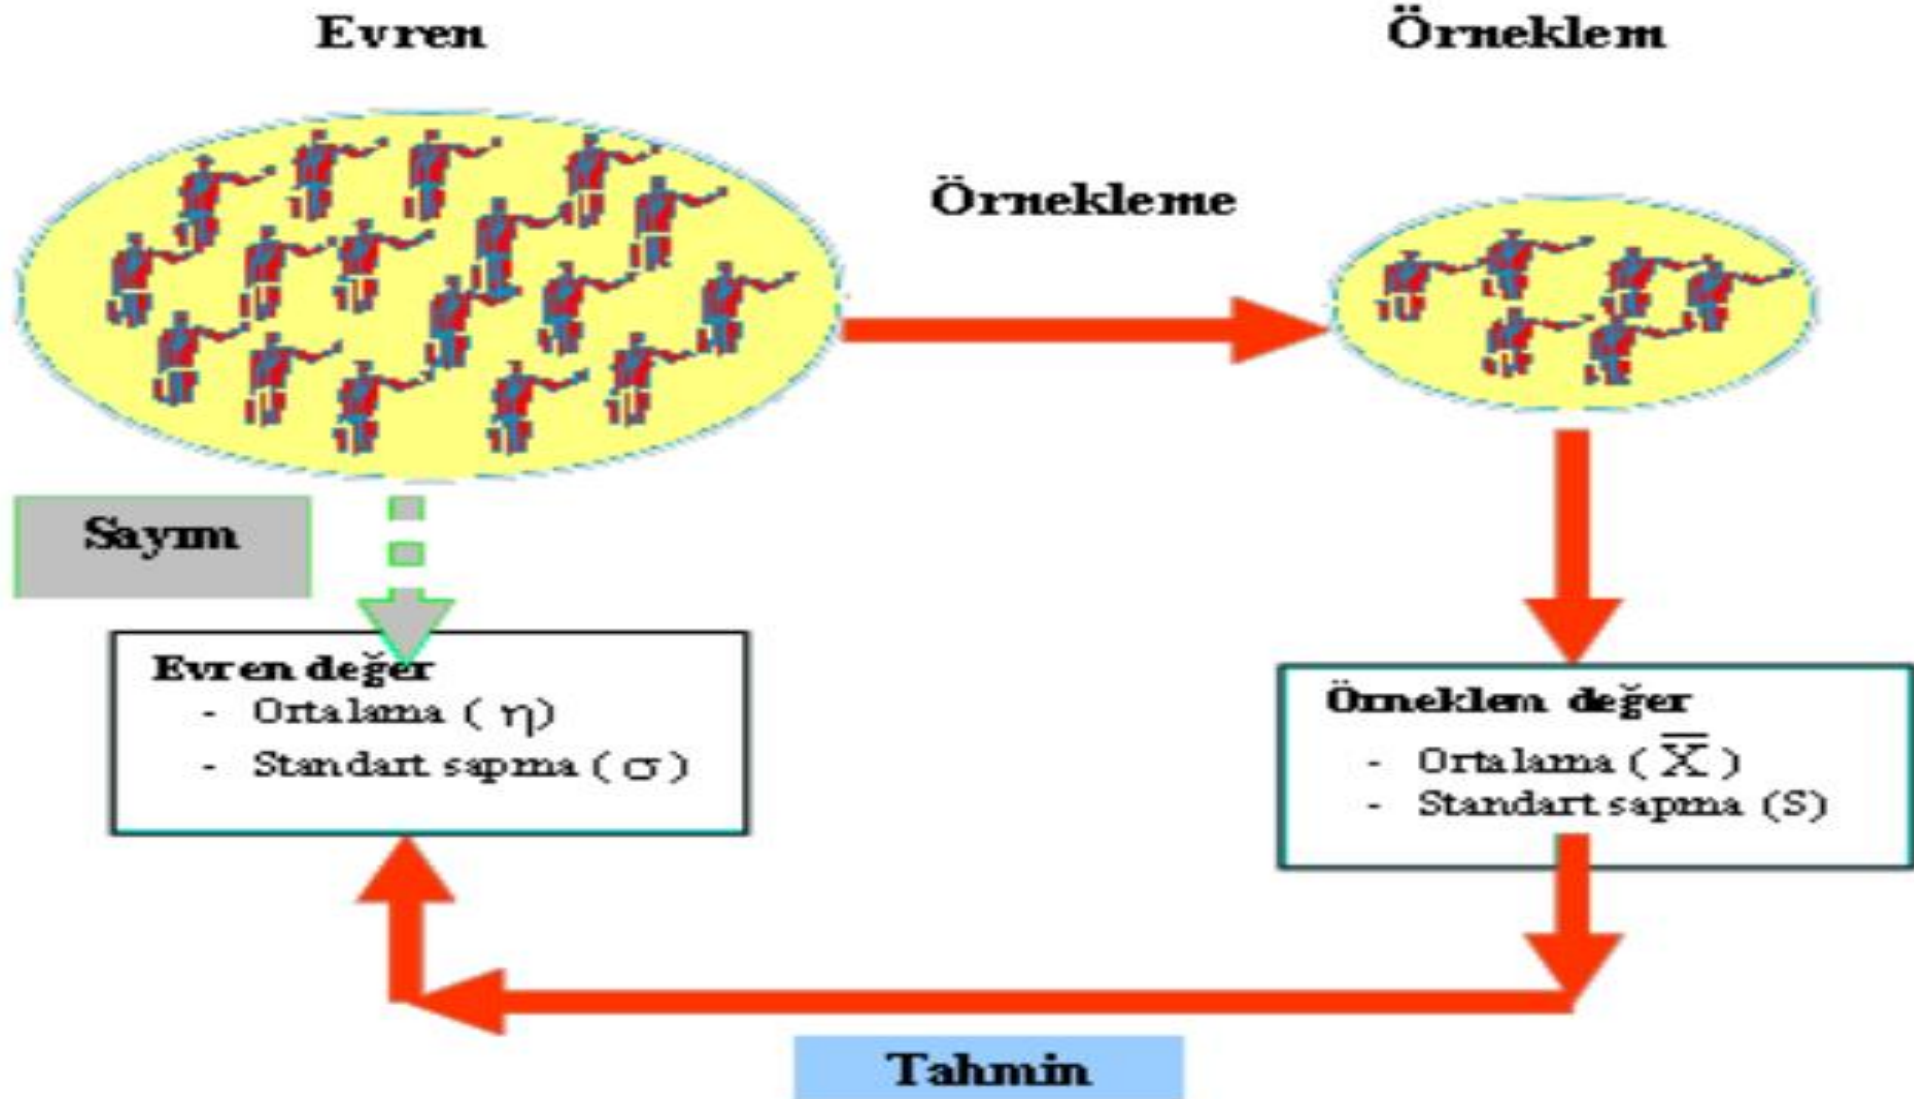 Evren
Örneklem
Örnekleme
Sayım
Evren değer
- Ortalama ( η)
- Standart sapma ( σ)
Örneklem değer
- Ortalama ( X̅ )
- Standart sapma (S)
Tahmin